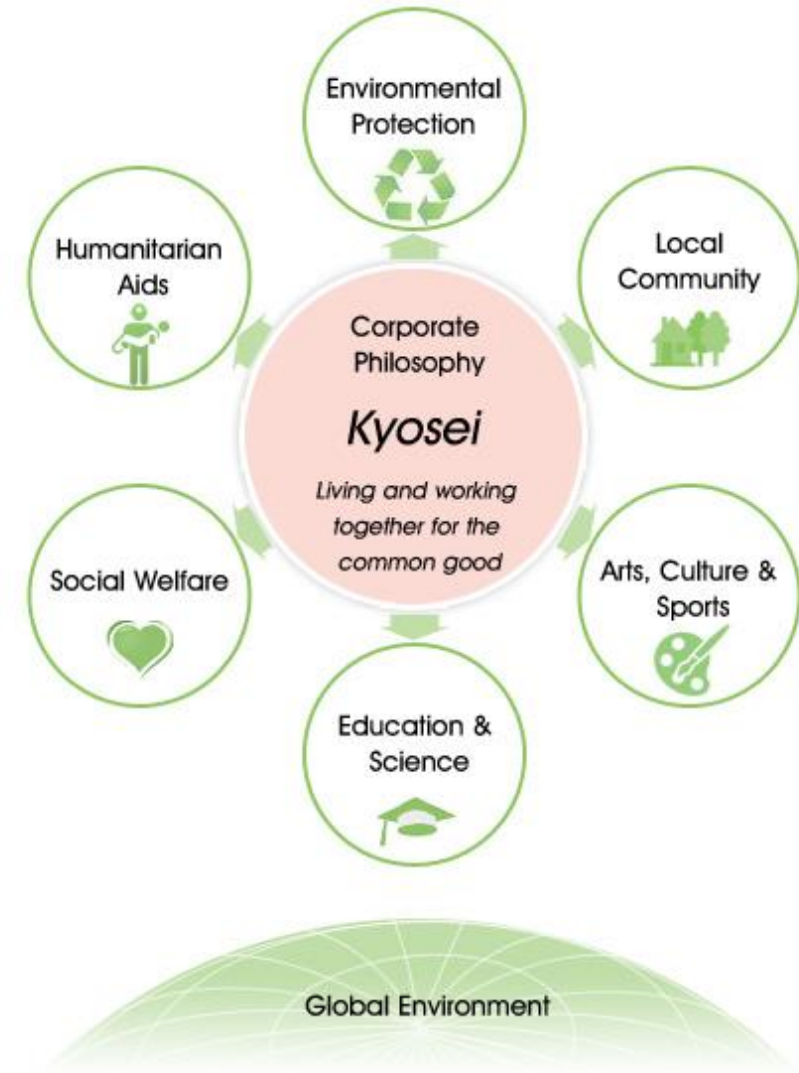 Environmental
Protection
Humanitarian
Aids
Local
Community
Corporate
Philosophy
Kyosei
Living and working
together for the
common good
Social Welfare
Arts, Culture &
Sports
Education &
Science
Global Environment